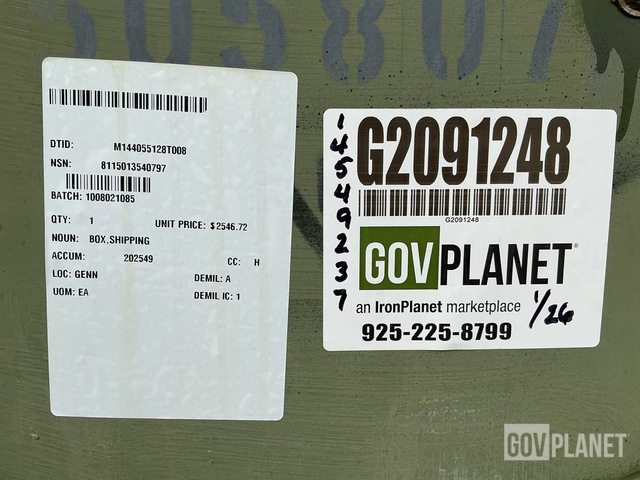 505807
DTID: M144055128T008
NSN: 8115013540797
BATCH: 1008021085
QTY: 1 UNIT PRICE: $2546.72
NOUN: BOX,SHIPPING
ACCUM: 202549 CC: H
LOC: GENN DEMIL: A
UOM: EA DEMIL IC: 1
14549237
G2091248
G2091248
GOVPLANET®
an IronPlanet marketplace
1/26
925-225-8799
GOVPLANET